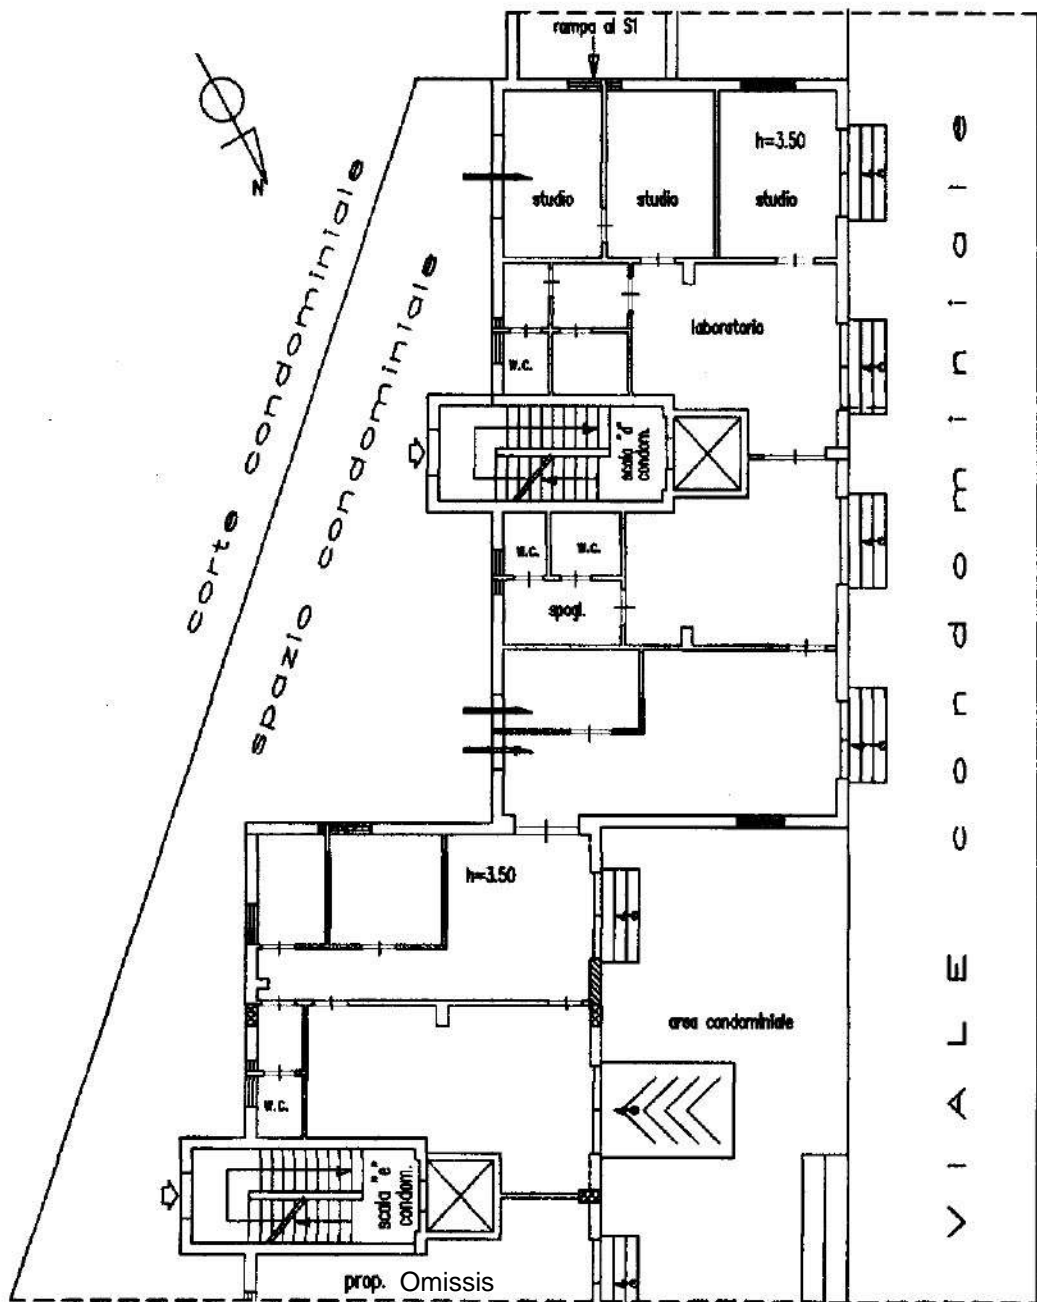 rampa al S1
N
h=3.50
studio
studio
studio
corte condominiale
spazio condominiale
laboratorio
w.c.
scala "d"
condom.
w.c.
w.c.
spogl.
VIALE condominiale
h=3.50
area condominiale
w.c.
scala "e"
condom.
prop. Omissis